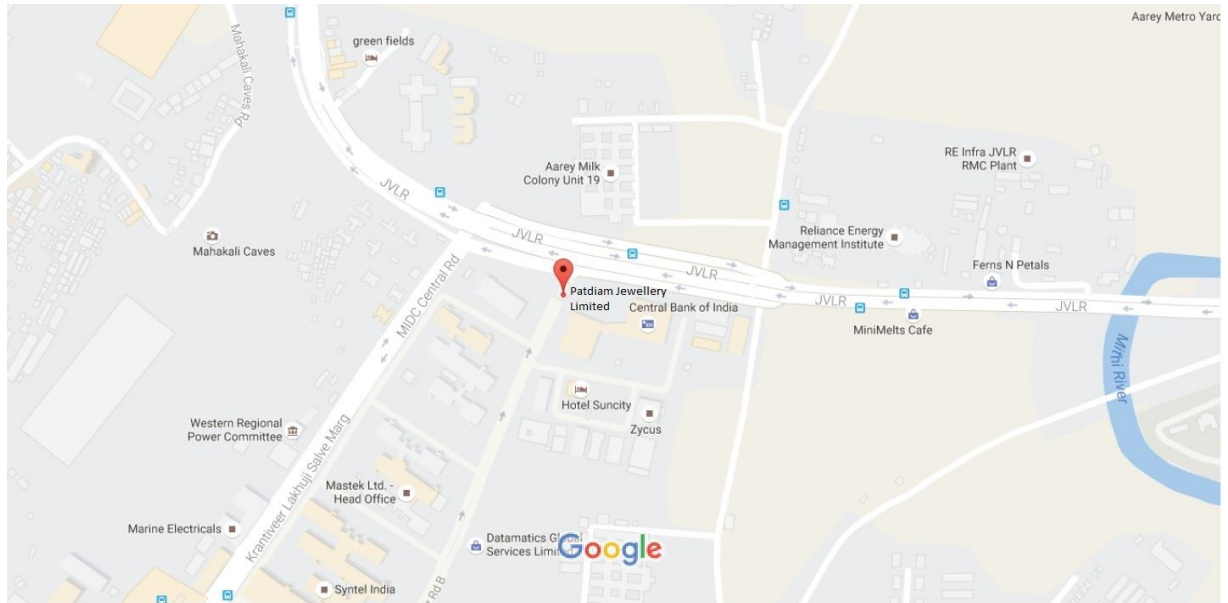 Aarey Metro Yard
green fields
Mahakali Caves Rd
RE Infra JVLR
RMC Plant
Aarey Milk
Colony Unit 19
JVLR
Mahakali Caves
JVLR
Reliance Energy
Management Institute
Ferns N Petals
JVLR
MIDC Central Rd
Patdiam Jewellery
Limited
Central Bank of India
JVLR
JVLR
MiniMelts Cafe
Mithi River
Hotel Suncity
Western Regional
Power Committee
Zycus
Krantiveer Lakhuji Salve Marg
Mastek Ltd. -
Head Office
Marine Electricals
Datamatics Global
Services Limi
Google
Syntel India
Rd B